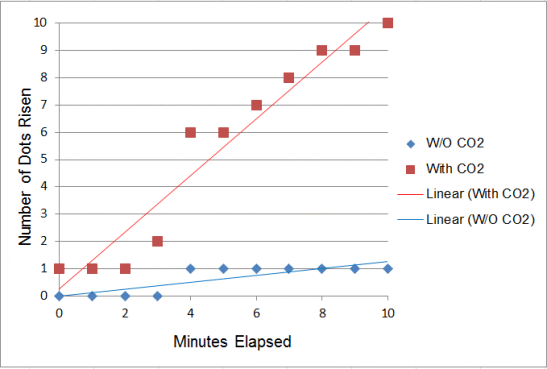 10
9
8
7
6
5
4
3
2
1
0
Number of Dots Risen
0 2 4 6 8 10
Minutes Elapsed
W/O CO2
With CO2
Linear (With CO2)
Linear (W/O CO2)